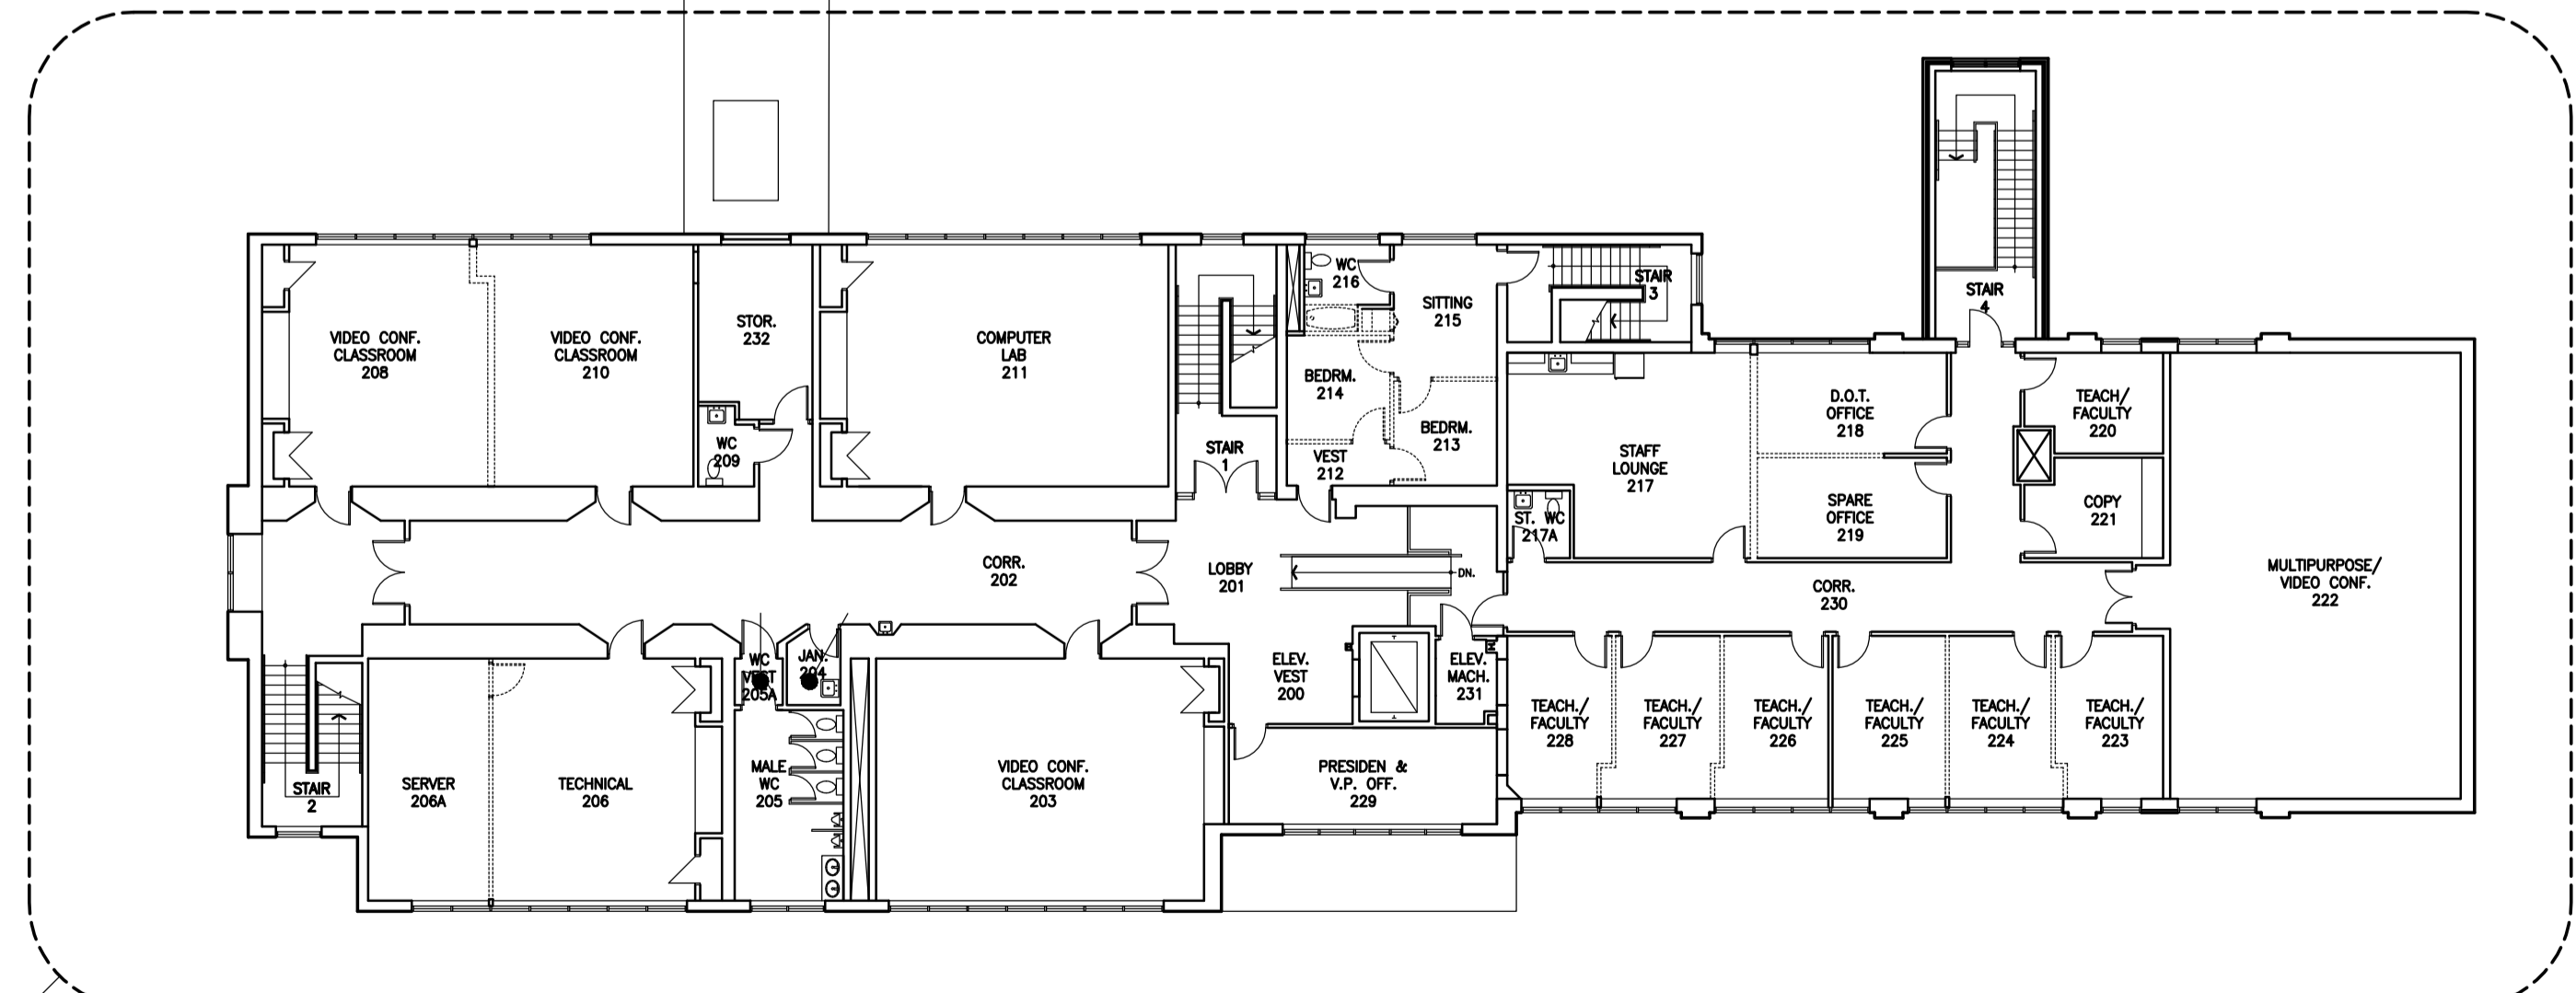 VIDEO CONF.
CLASSROOM
208
VIDEO CONF.
CLASSROOM
210
STOR.
232
WC
209
COMPUTER
LAB
211
STAIR
1
WC
216
SITTING
215
BEDRM.
214
BEDRM.
213
VEST
212
STAIR
3
STAFF
LOUNGE
217
ST. WC
217A
D.O.T.
OFFICE
218
SPARE
OFFICE
219
STAIR
4
TEACH/
FACULTY
220
COPY
221
MULTIPURPOSE/
VIDEO CONF.
222
CORR.
202
LOBBY
201
DN.
CORR.
230
STAIR
2
SERVER
206A
TECHNICAL
206
WC
VEST
205A
JAN.
204
MALE
WC
205
VIDEO CONF.
CLASSROOM
203
ELEV.
VEST
200
ELEV.
MACH.
231
PRESIDEN &
V.P. OFF.
229
TEACH./
FACULTY
228
TEACH./
FACULTY
227
TEACH./
FACULTY
226
TEACH./
FACULTY
225
TEACH./
FACULTY
224
TEACH./
FACULTY
223